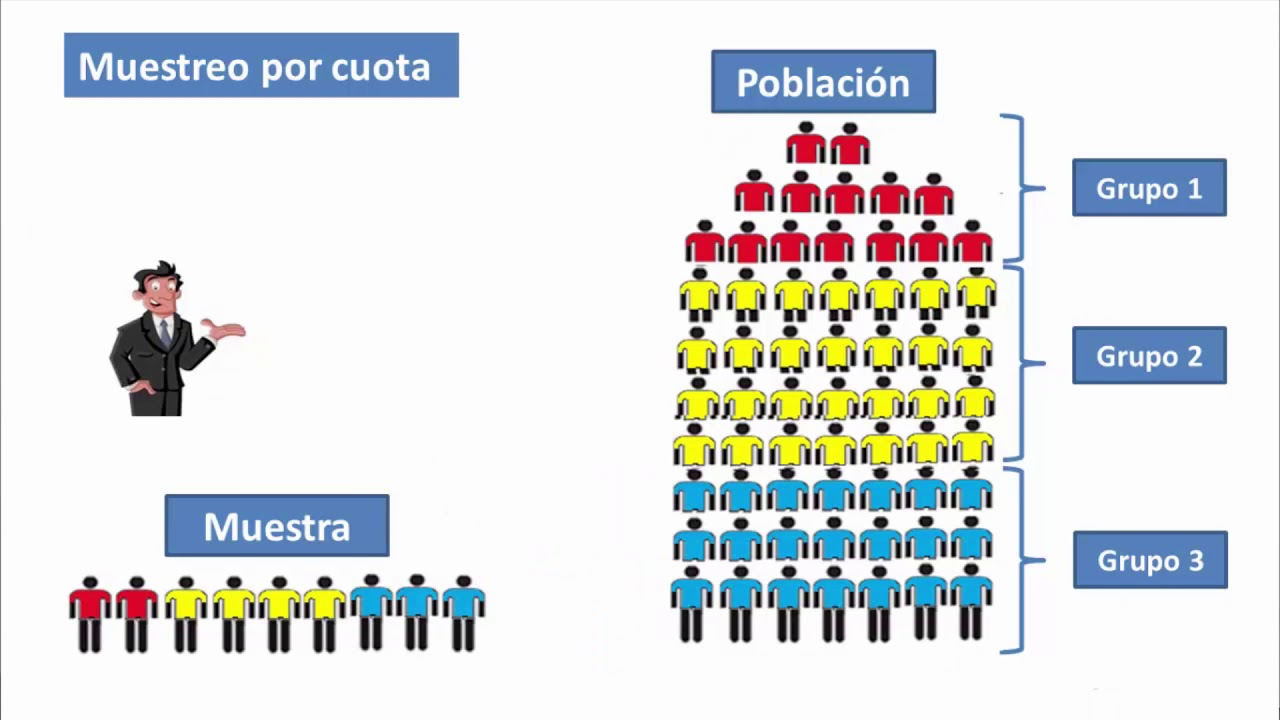 Muestreo por cuota
Población
Grupo 1
Grupo 2
Grupo 3
Muestra